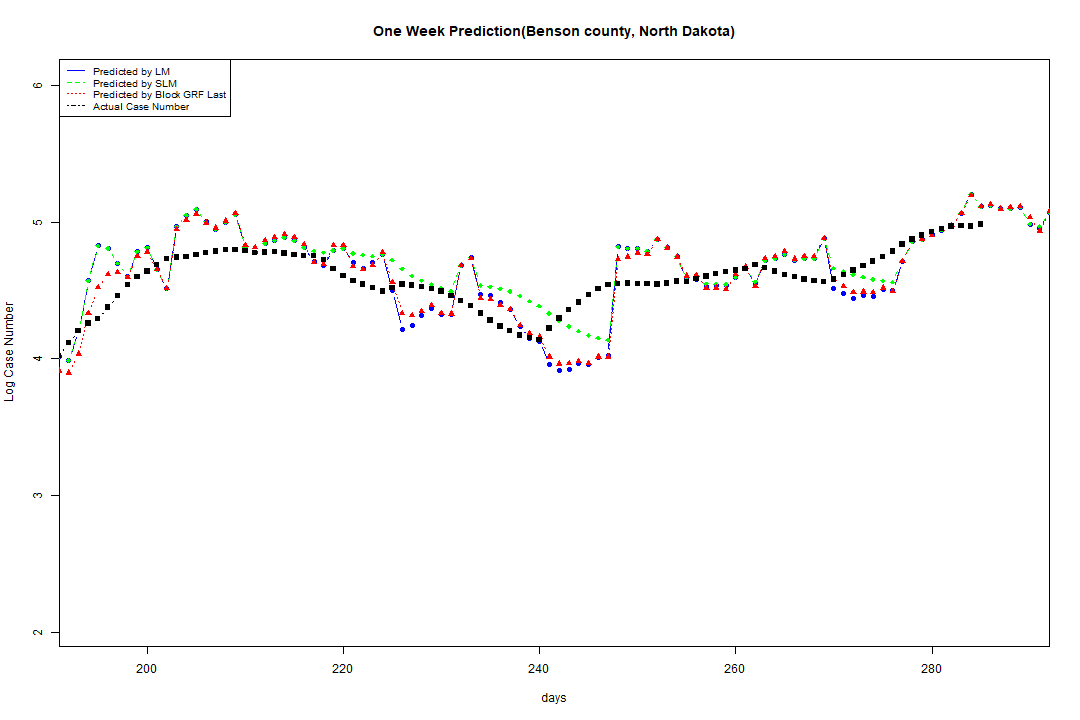 One Week Prediction(Benson county, North Dakota)
Predicted by LM
Predicted by SLM
Predicted by Block GRF Last
Actual Case Number
6
5
4
3
2
Log Case Number
200 220 240 260 280
days